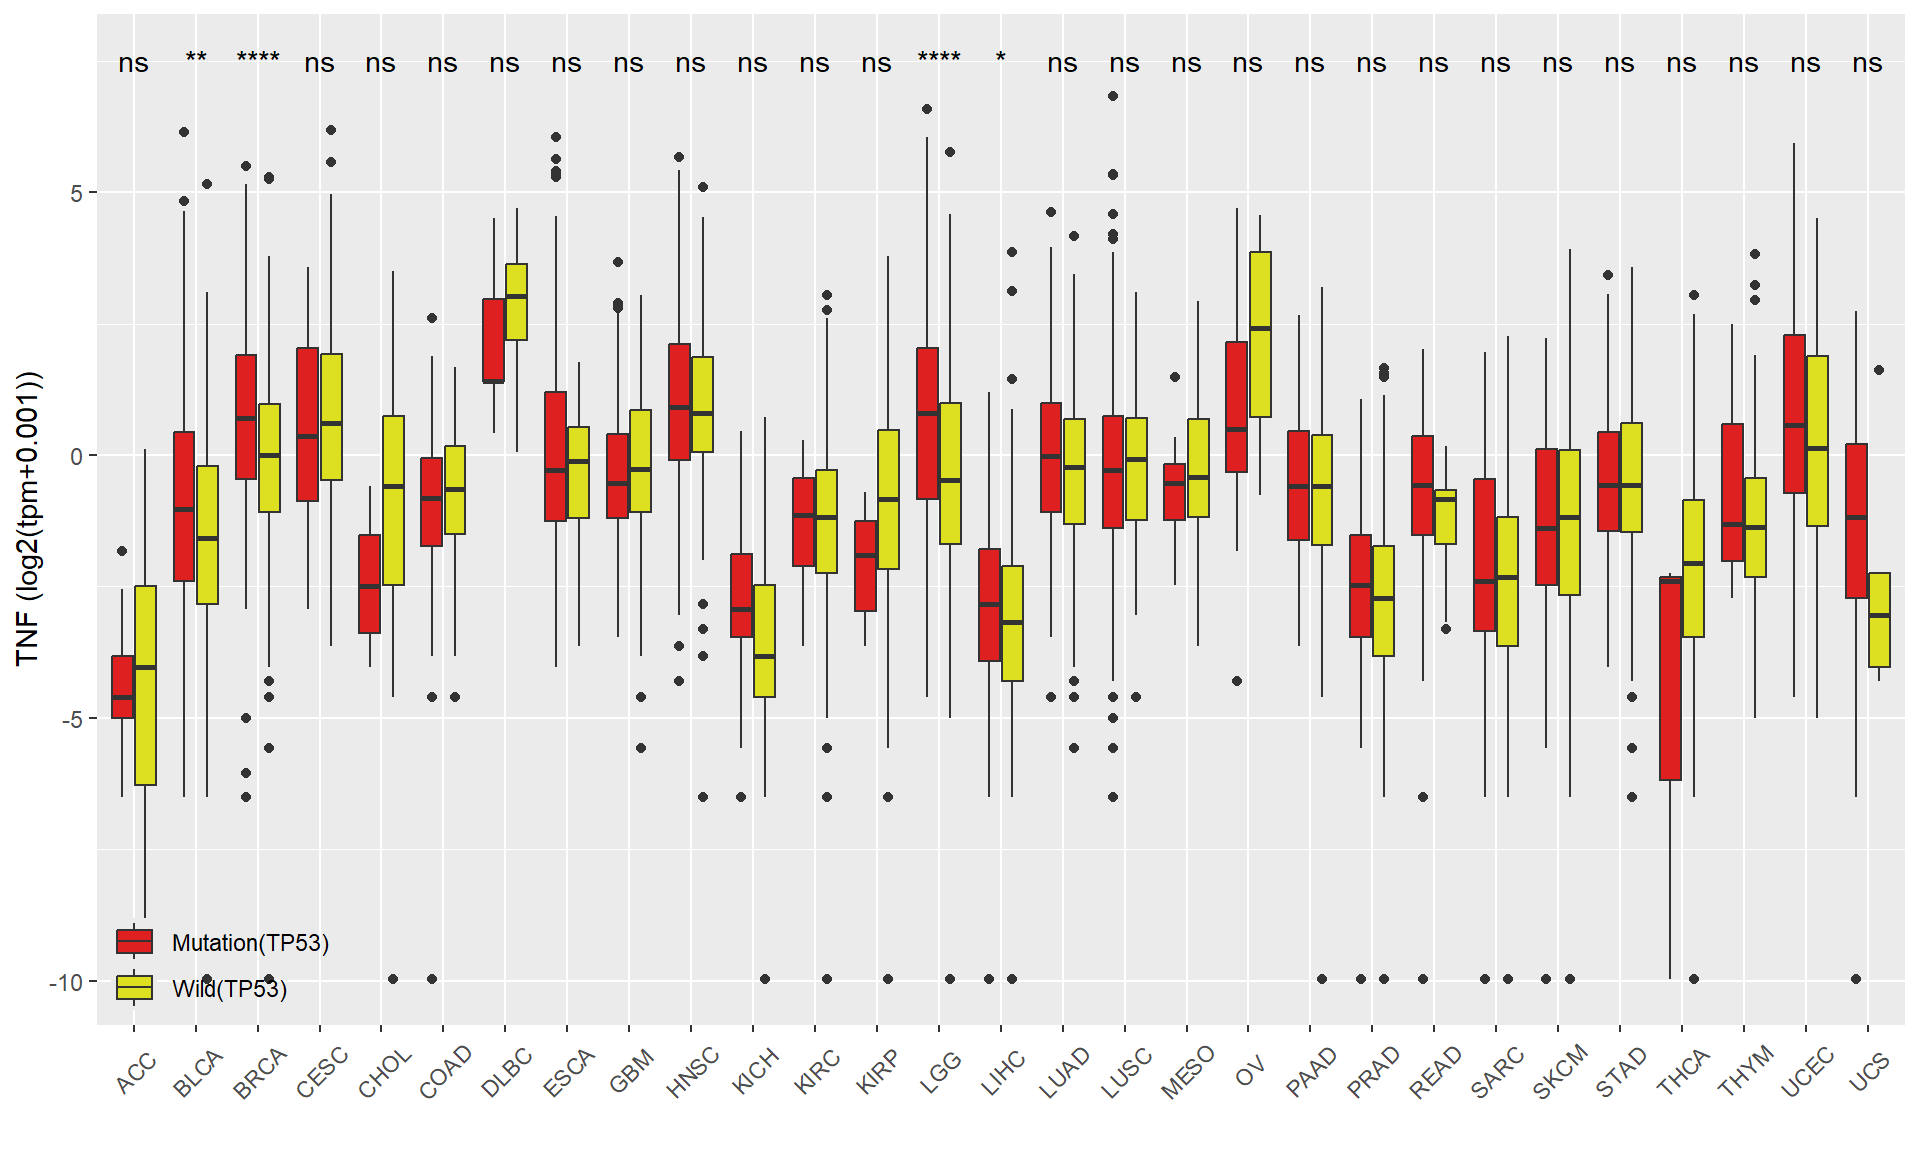 ns ** **** ns ns ns ns ns ns ns ns ns ns **** * ns ns ns ns ns ns ns ns ns ns ns ns ns ns
TNF (log2(tpm+0.001))
5
0
-5
-10
Mutation(TP53)
Wild(TP53)
ACC BLCA BRCA CESC CHOL COAD DLBC ESCA GBM HNSC KICH KIRC KIRP LGG LIHC LUAD LUSC MESO OV PAAD PRAD READ SARC SKCM STAD THCA THYM UCEC UCS